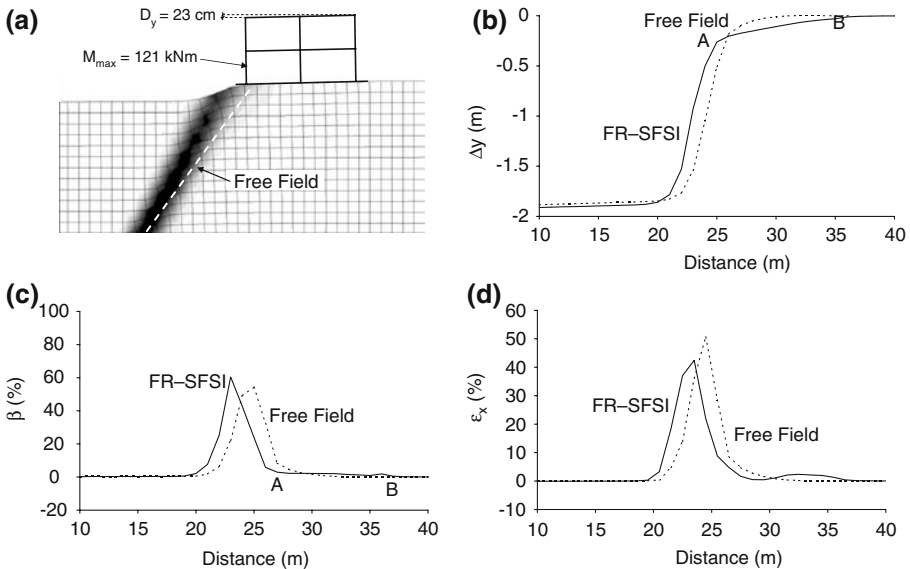 (a)
D_y = 23 cm
M_max = 121 kNm
Free Field
(b)
0
-0.5
-1
-1.5
-2
Δy (m)
Free Field
A
B
FR–SFSI
10 15 20 25 30 35 40
Distance (m)
(c)
100
80
60
40
20
0
-20
β (%)
FR–SFSI
Free Field
A
B
10 15 20 25 30 35 40
Distance (m)
(d)
60
50
40
30
20
10
0
-10
ε_x (%)
FR–SFSI
Free Field
10 15 20 25 30 35 40
Distance (m)